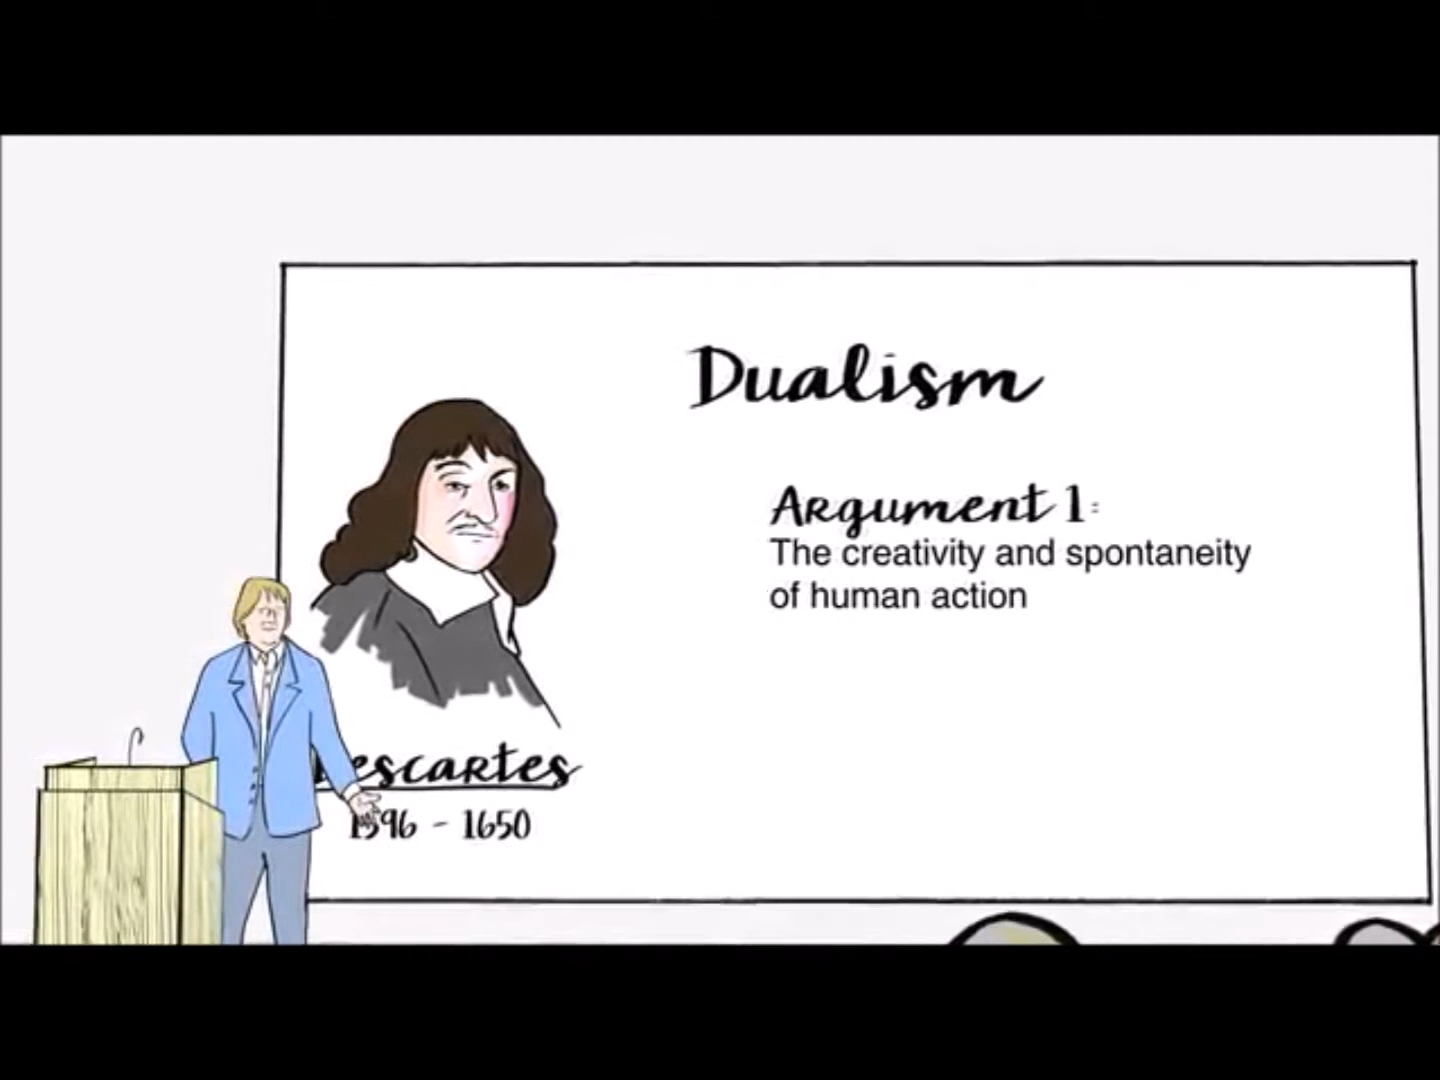 Dualism
Argument 1:
The creativity and spontaneity
of human action
escartes
1596 - 1650